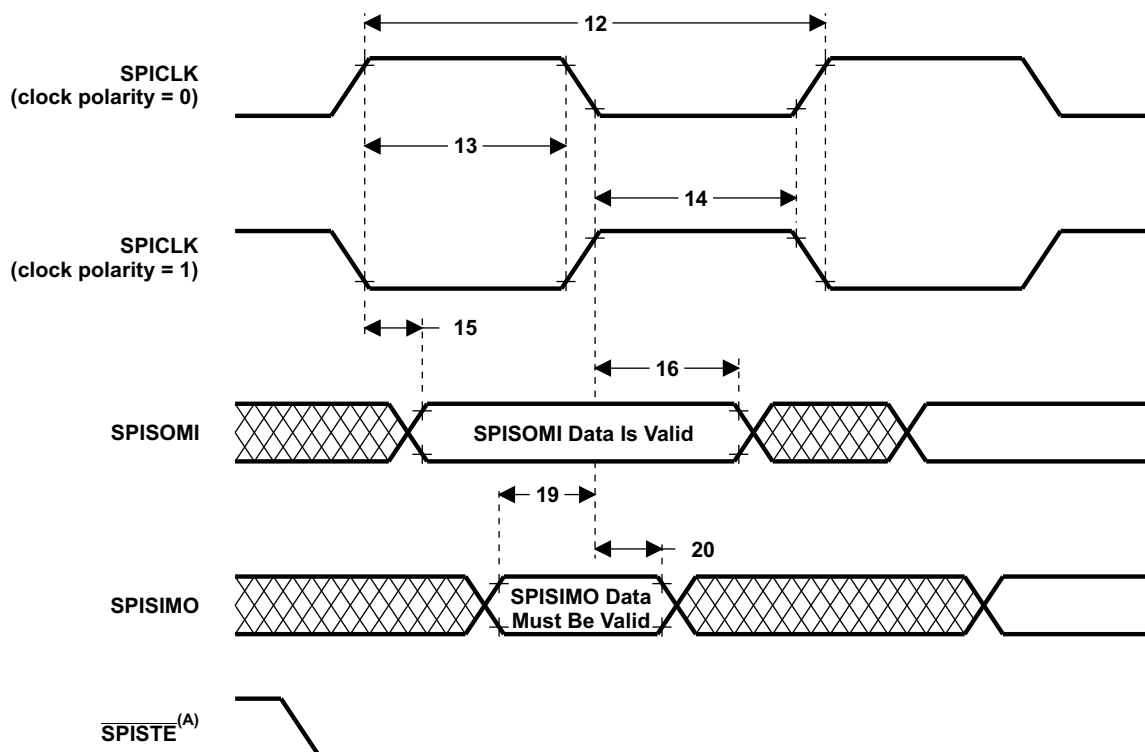 12
SPICLK
(clock polarity = 0)
13
14
SPICLK
(clock polarity = 1)
15
16
SPISOMI
SPISOMI Data Is Valid
19
20
SPISIMO
SPISIMO Data
Must Be Valid
SPISTE(A)